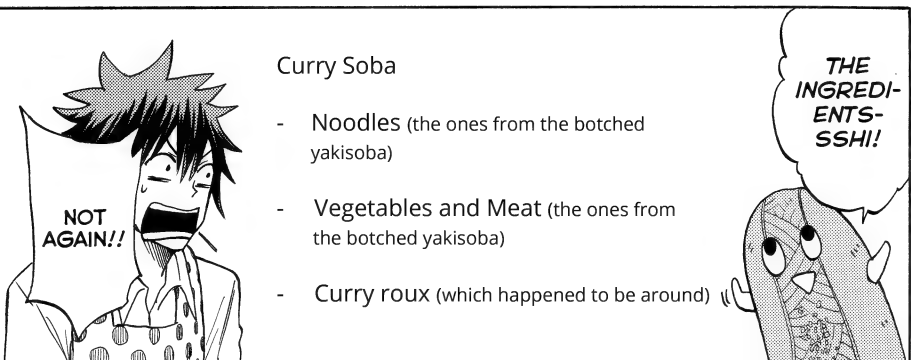 NOT
AGAIN!!
Curry Soba
- Noodles (the ones from the botched
yakisoba)
- Vegetables and Meat (the ones from
the botched yakisoba)
- Curry roux (which happened to be around)
THE
INGREDI-
ENTS-
SSHI!